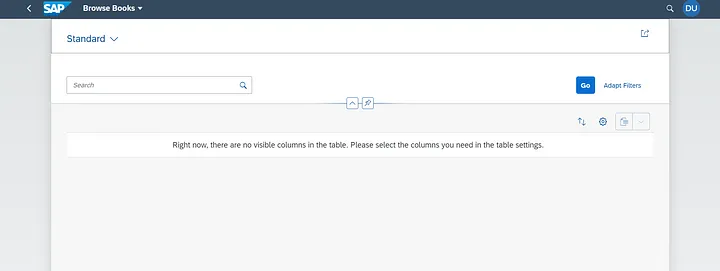 SAP Browse Books DU
Standard
Search Go Adapt Filters
Right now, there are no visible columns in the table. Please select the columns you need in the table settings.